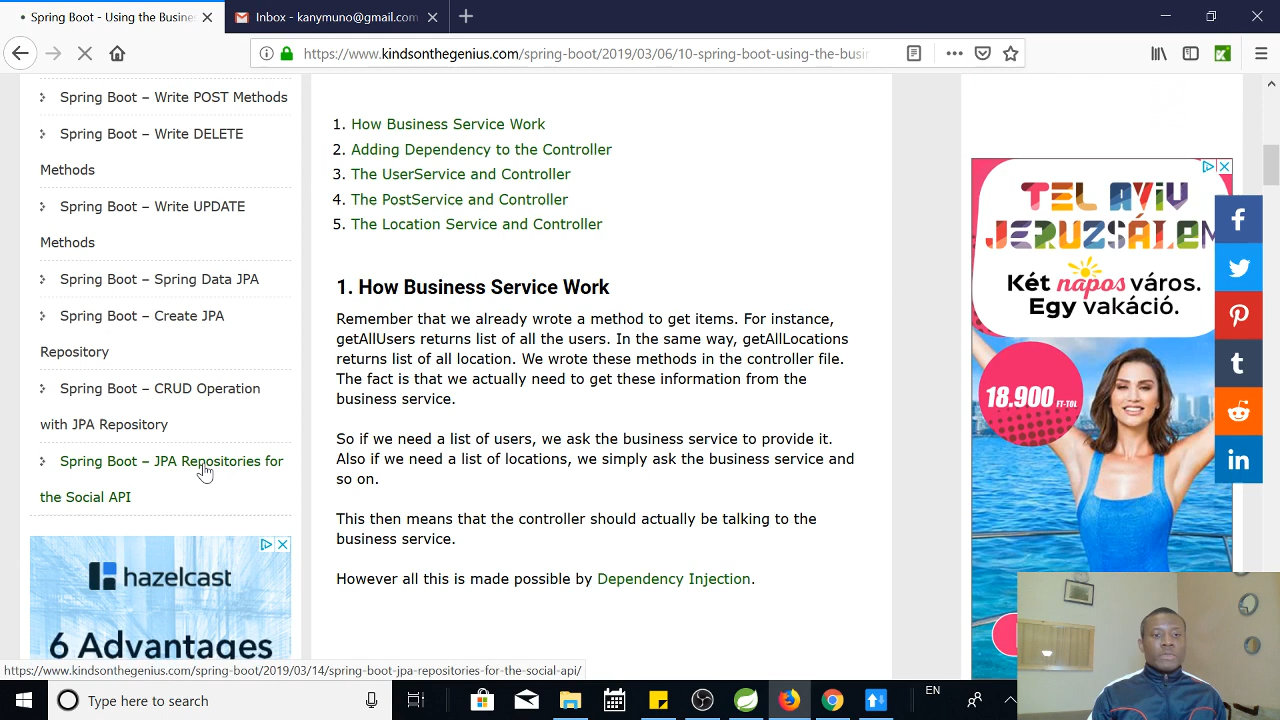 Spring Boot - Using the Busine
Inbox - kanymuno@gmail.com
https://www.kindsonthegenius.com/spring-boot/2019/03/06/10-spring-boot-using-the-busi
Spring Boot – Write POST Methods
Spring Boot – Write DELETE
Methods
Spring Boot – Write UPDATE
Methods
Spring Boot – Spring Data JPA
Spring Boot – Create JPA
Repository
Spring Boot – CRUD Operation
with JPA Repository
Spring Boot – JPA Repositories for
the Social API
hazelcast
6 Advantages
1. How Business Service Work
2. Adding Dependency to the Controller
3. The UserService and Controller
4. The PostService and Controller
5. The Location Service and Controller
1. How Business Service Work
Remember that we already wrote a method to get items. For instance,
getAllUsers returns list of all the users. In the same way, getAllLocations
returns list of all location. We wrote these methods in the controller file.
The fact is that we actually need to get these information from the
business service.
So if we need a list of users, we ask the business service to provide it.
Also if we need a list of locations, we simply ask the business service and
so on.
This then means that the controller should actually be talking to the
business service.
However all this is made possible by Dependency Injection.
TEL AVIV
JERUZSÁLEM
Két napos város.
Egy vakáció.
18.900 FT-TÓL
https://www.kindsonthegenius.com/spring-boot/2019/03/14/spring-boot-jpa-repositories-for-the-social-api/
Type here to search
EN